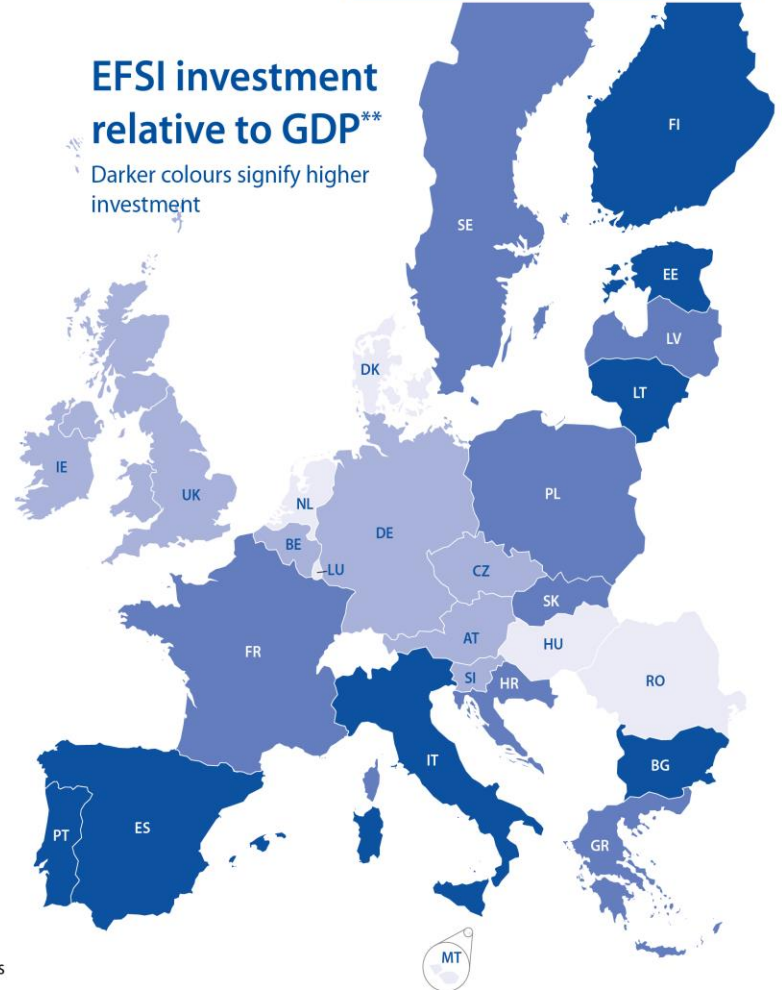 EFSI investment
relative to GDP**
Darker colours signify higher
investment
FI
SE
EE
LV
DK
LT
IE
UK
NL
PL
DE
BE
LU
CZ
SK
AT
HU
FR
SI
HR
RO
IT
BG
ES
PT
GR
MT
s